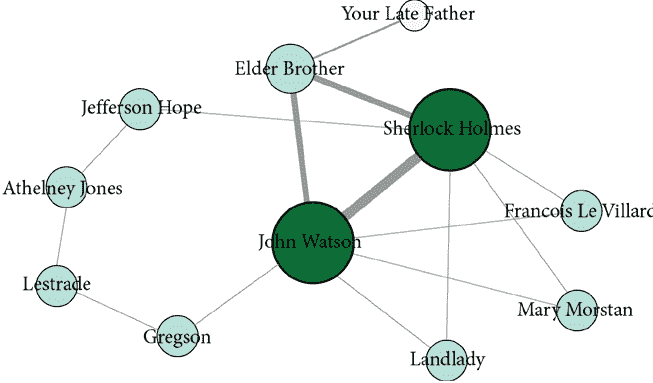 Your Late Father
Elder Brother
Jefferson Hope
Sherlock Holmes
Athelney Jones
Francois Le Villard
John Watson
Lestrade
Mary Morstan
Gregson
Landlady